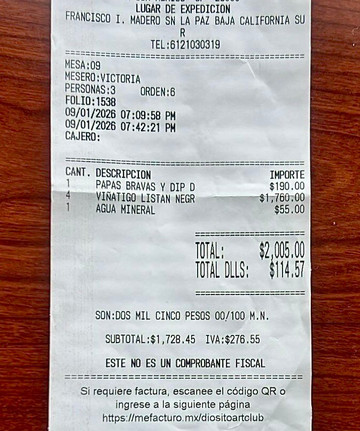 LUGAR DE EXPEDICION
FRANCISCO I. MADERO SN LA PAZ BAJA CALIFORNIA SU
R
TEL:6121030319
MESA:09
MESERO:VICTORIA
PERSONAS:3 ORDEN:6
FOLIO:1538
09/01/2026 07:09:58 PM
09/01/2026 07:42:21 PM
CAJERO:
CANT. DESCRIPCION IMPORTE
1 PAPAS BRAVAS Y DIP D $190.00
4 VIÑATIGO LISTAN NEGR $1,760.00
1 AGUA MINERAL $55.00
TOTAL: $2,005.00
TOTAL DLLS: $114.57
SON:DOS MIL CINCO PESOS 00/100 M.N.
SUBTOTAL:$1,728.45 IVA:$276.55
ESTE NO ES UN COMPROBANTE FISCAL
Si requiere factura, escanee el código QR o
ingrese a la siguiente página
https://mefacturo.mx/diositoartclub